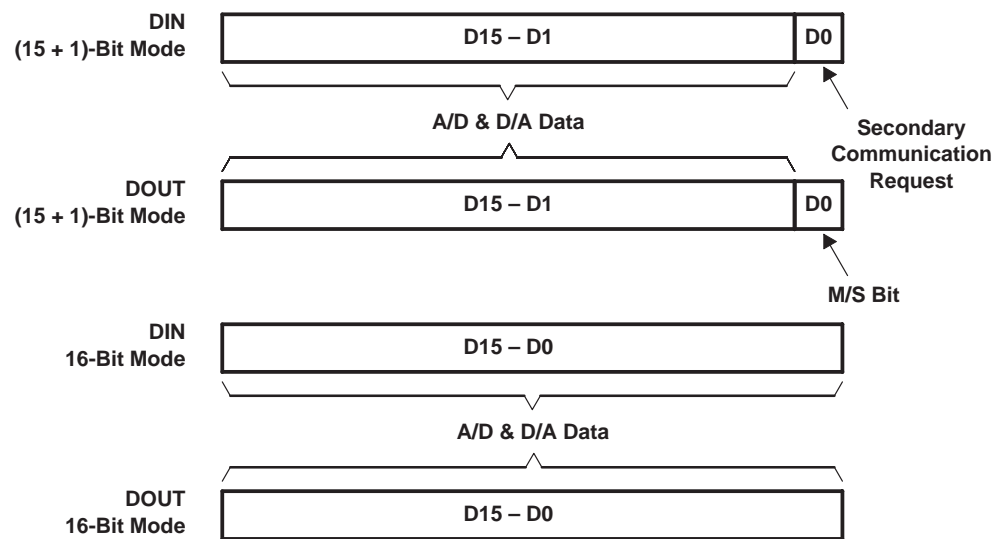 DIN
(15 + 1)-Bit Mode
D15 – D1
D0
A/D & D/A Data
Secondary
Communication
Request
DOUT
(15 + 1)-Bit Mode
D15 – D1
D0
M/S Bit
DIN
16-Bit Mode
D15 – D0
A/D & D/A Data
DOUT
16-Bit Mode
D15 – D0